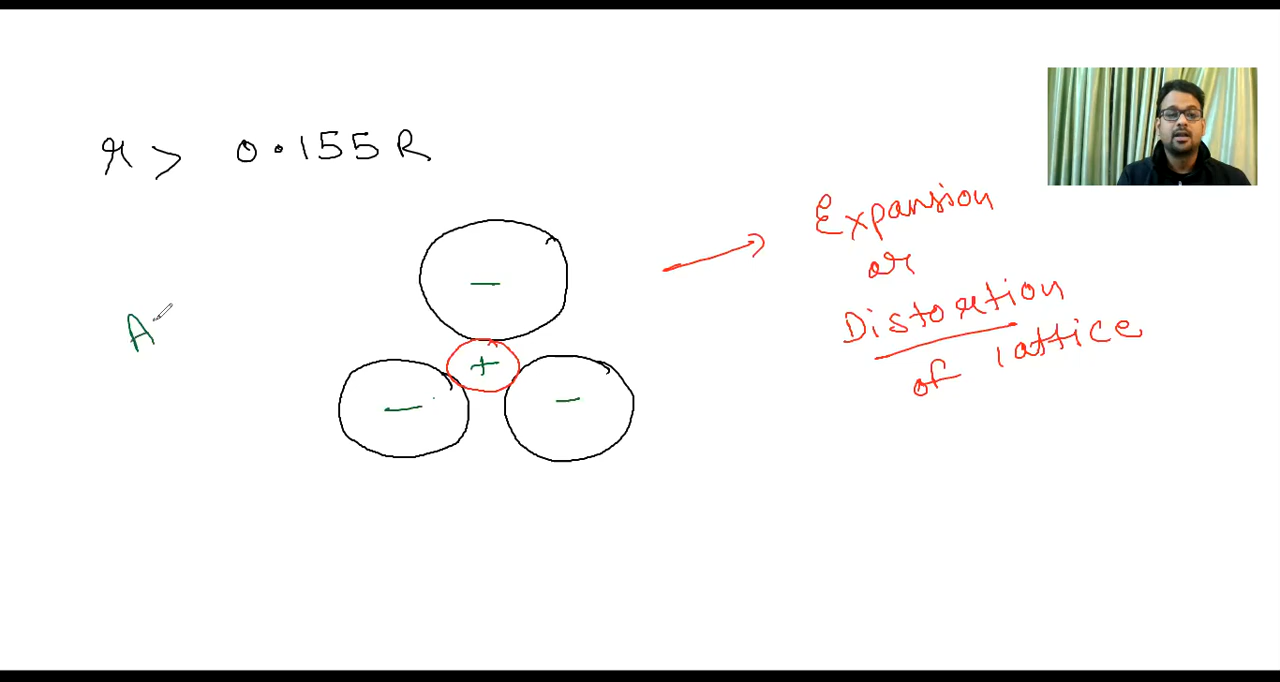 r > 0.155 R
Expansion
or
Distortion
of lattice
A
-
+
-
-